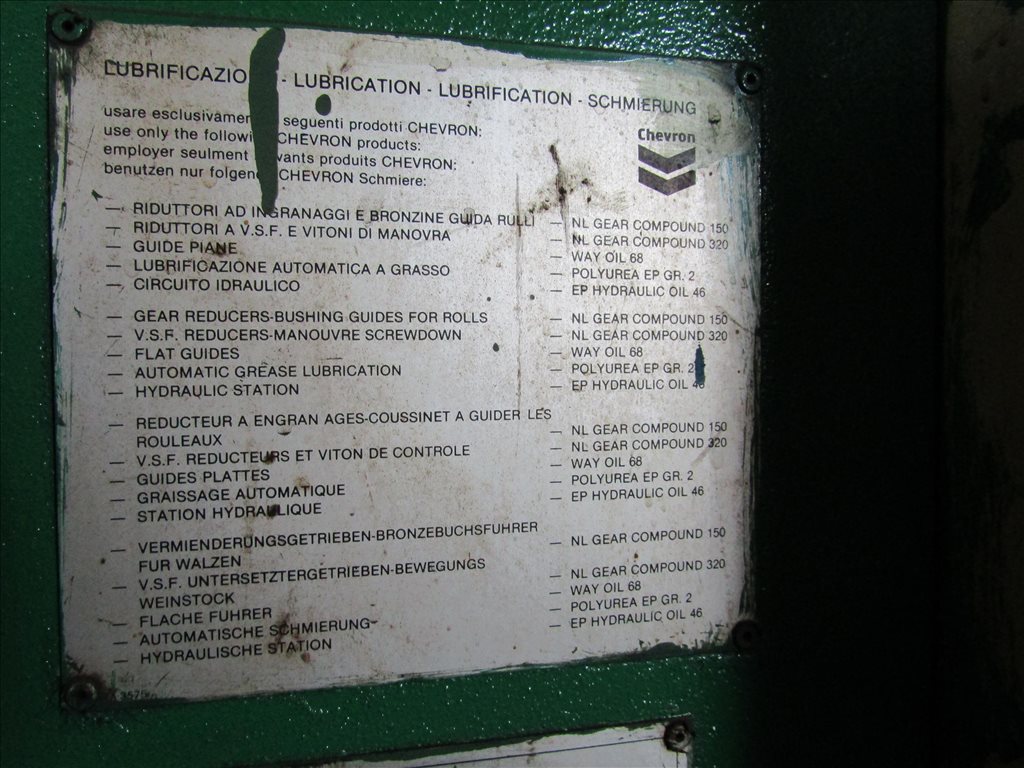 LUBRIFICAZIO - LUBRICATION - LUBRIFICATION - SCHMIERUNG
usare esclusivamen seguenti prodotti CHEVRON:
use only the followi CHEVRON products:
employer seulment vants produits CHEVRON:
benutzen nur folgen CHEVRON Schmiere:
Chevron
— RIDUTTORI AD INGRANAGGI E BRONZINE GUIDA RULLI — NL GEAR COMPOUND 150
— RIDUTTORI A V.S.F. E VITONI DI MANOVRA — NL GEAR COMPOUND 320
— GUIDE PIANE — WAY OIL 68
— LUBRIFICAZIONE AUTOMATICA A GRASSO — POLYUREA EP GR. 2
— CIRCUITO IDRAULICO — EP HYDRAULIC OIL 46
— GEAR REDUCERS-BUSHING GUIDES FOR ROLLS — NL GEAR COMPOUND 150
— V.S.F. REDUCERS-MANOUVRE SCREWDOWN — NL GEAR COMPOUND 320
— FLAT GUIDES — WAY OIL 68
— AUTOMATIC GREASE LUBRICATION — POLYUREA EP GR. 2
— HYDRAULIC STATION — EP HYDRAULIC OIL 46
— REDUCTEUR A ENGRAN AGES-COUSSINET A GUIDER LES
ROULEAUX — NL GEAR COMPOUND 150
— V.S.F. REDUCTEURS ET VITON DE CONTROLE — NL GEAR COMPOUND 320
— GUIDES PLATTES — WAY OIL 68
— GRAISSAGE AUTOMATIQUE — POLYUREA EP GR. 2
— STATION HYDRAULIQUE — EP HYDRAULIC OIL 46
— VERMIENDERUNGSGETRIEBEN-BRONZEBUCHSFUHRER — NL GEAR COMPOUND 150
FUR WALZEN
— V.S.F. UNTERSETZTERGETRIEBEN-BEWEGUNGS — NL GEAR COMPOUND 320
WEINSTOCK
— FLACHE FUHRER — WAY OIL 68
— AUTOMATISCHE SCHMIERUNG — POLYUREA EP GR. 2
— HYDRAULISCHE STATION — EP HYDRAULIC OIL 46